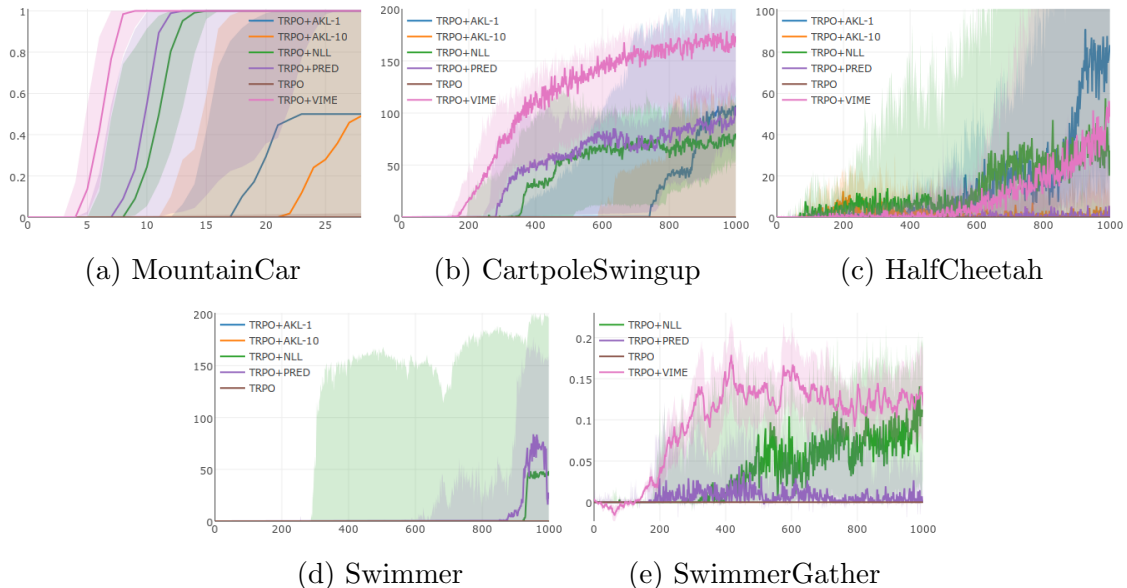 1
0.8
0.6
0.4
0.2
0
0
5
10
15
20
25
TRPO+AKL-1
TRPO+AKL-10
TRPO+NLL
TRPO+PRED
TRPO
TRPO+VIME
(a) MountainCar
200
150
100
50
0
0
200
400
600
800
1000
TRPO+AKL-1
TRPO+AKL-10
TRPO+NLL
TRPO+PRED
TRPO
TRPO+VIME
(b) CartpoleSwingup
100
80
60
40
20
0
0
200
400
600
800
1000
TRPO+AKL-1
TRPO+AKL-10
TRPO+NLL
TRPO+PRED
TRPO
TRPO+VIME
(c) HalfCheetah
200
150
100
50
0
0
200
400
600
800
1000
TRPO+AKL-1
TRPO+AKL-10
TRPO+NLL
TRPO+PRED
TRPO
(d) Swimmer
0.2
0.15
0.1
0.05
0
0
200
400
600
800
1000
TRPO+NLL
TRPO+PRED
TRPO
TRPO+VIME
(e) SwimmerGather